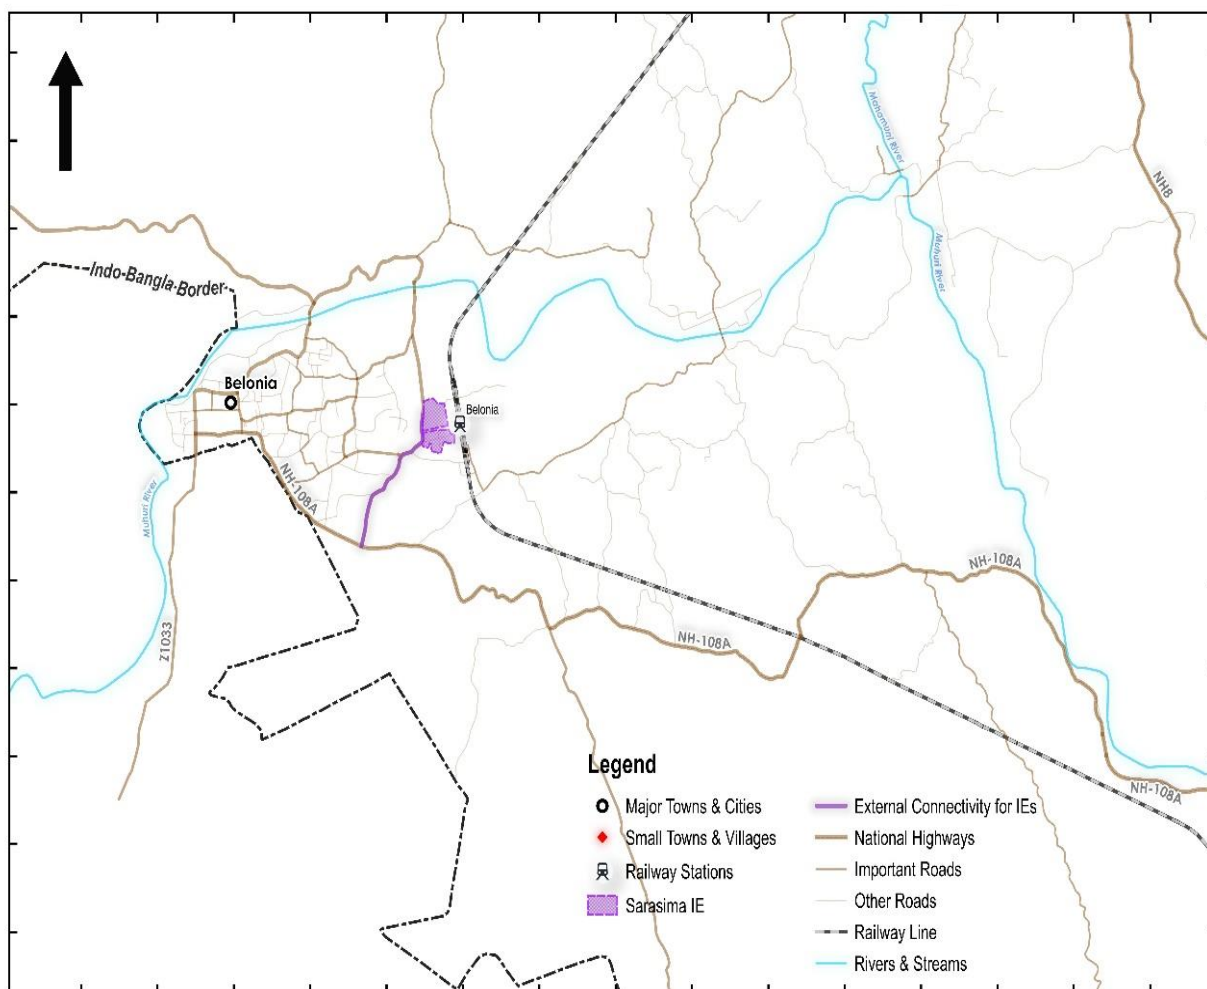 Mohamuni River
NH8
Muhuri River
Indo-Bangla-Border
Belonia
Belonia
NH-108A
Muhuri River
NH-108A
Z1033
NH-108A
Legend
Major Towns & Cities
Small Towns & Villages
Railway Stations
Sarasima IE
External Connectivity for IEs
National Highways
Important Roads
Other Roads
Railway Line
Rivers & Streams
NH-108A